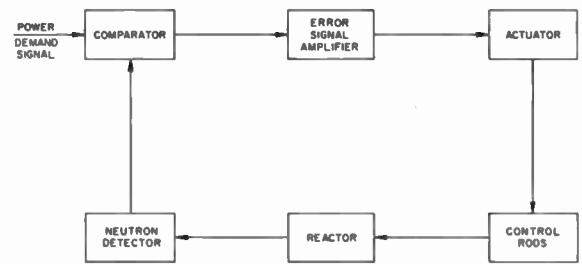 POWER
DEMAND
SIGNAL
COMPARATOR
ERROR
SIGNAL
AMPLIFIER
ACTUATOR
NEUTRON
DETECTOR
REACTOR
CONTROL
RODS